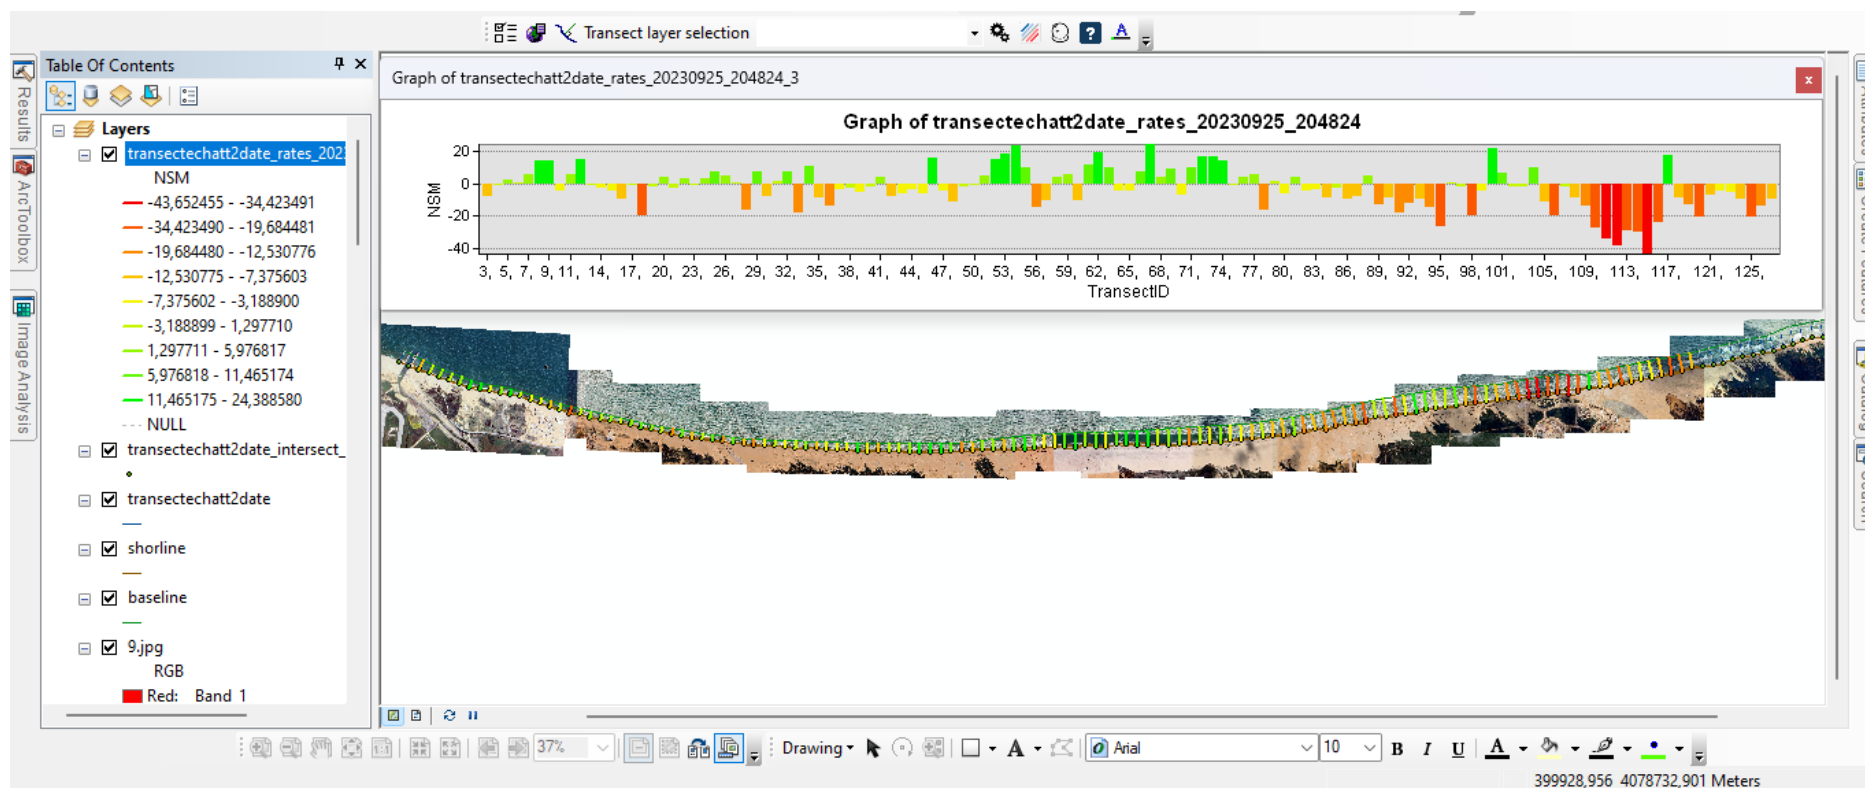 Transect layer selection
Table Of Contents
Results
ArcToolbox
Image Analysis
Layers
transectechatt2date_rates_202
NSM
-43,652455 - -34,423491
-34,423490 - -19,684481
-19,684480 - -12,530776
-12,530775 - -7,375603
-7,375602 - -3,188900
-3,188899 - 1,297710
1,297711 - 5,976817
5,976818 - 11,465174
11,465175 - 24,388580
NULL
transectechatt2date_intersect_
transectechatt2date
shorline
baseline
9.jpg
RGB
Red: Band 1
Graph of transectechatt2date_rates_20230925_204824_3
Graph of transectechatt2date_rates_20230925_204824
NSM
20
0
-20
-40
3, 5, 7, 9, 11, 14, 17, 20, 23, 26, 29, 32, 35, 38, 41, 44, 47, 50, 53, 56, 59, 62, 65, 68, 71, 74, 77, 80, 83, 86, 89, 92, 95, 98, 101, 105, 109, 113, 117, 121, 125,
TransectID
37%
Drawing
A
Arial
10
B I U A
399928,956 4078732,901 Meters